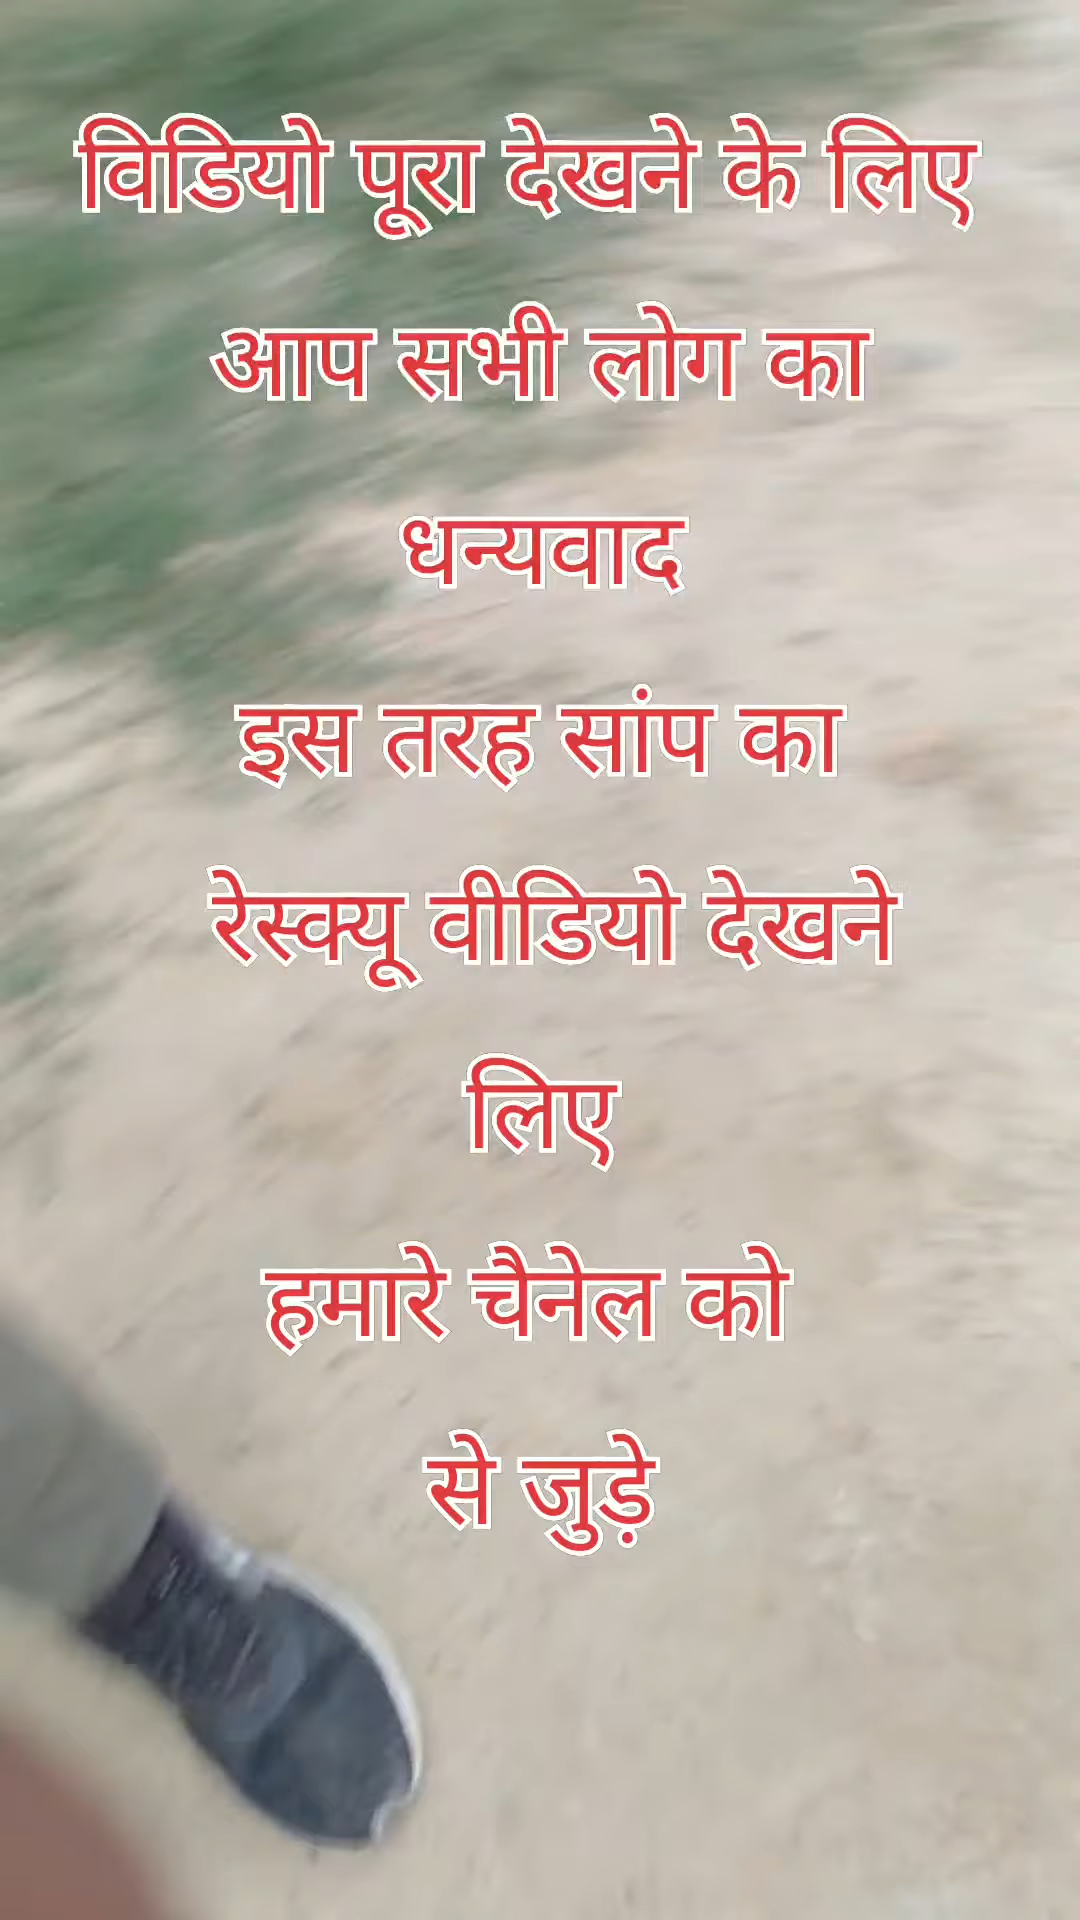 विडियो पूरा देखने के लिए
आप सभी लोग का
धन्यवाद
इस तरह सांप का
रेस्क्यू वीडियो देखने
लिए
हमारे चैनेल को
से जुड़े